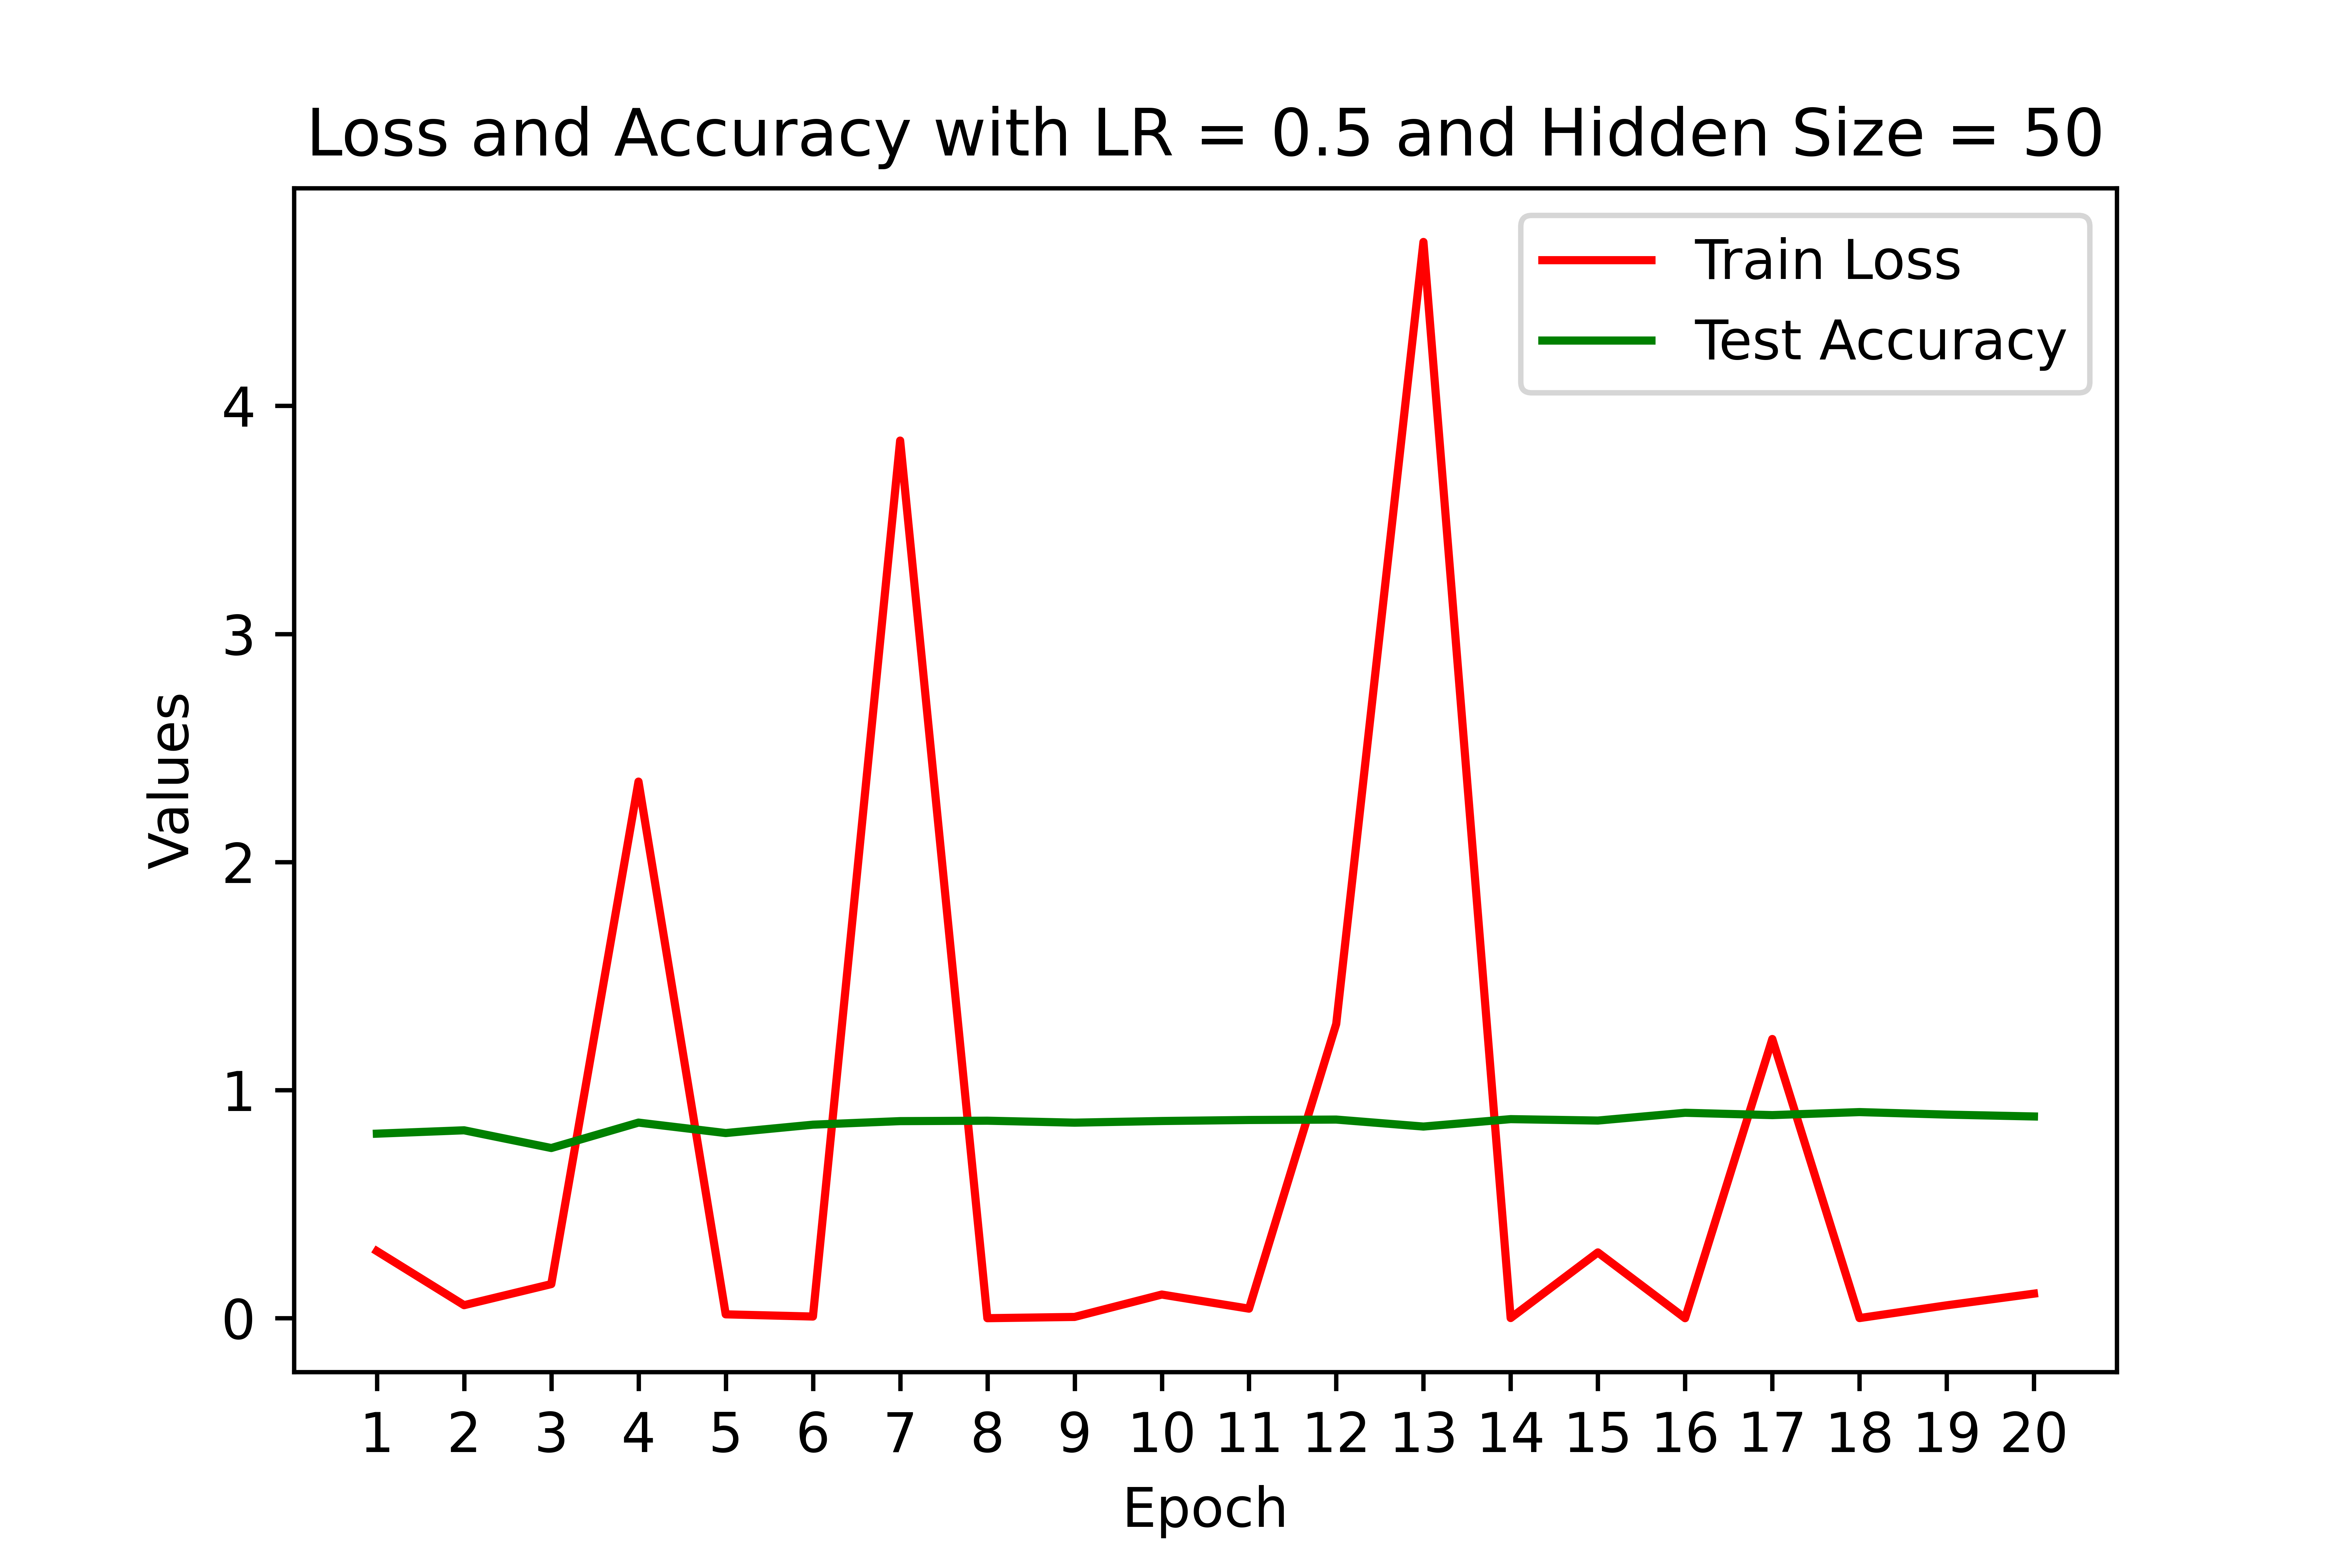 Loss and Accuracy with LR = 0.5 and Hidden Size = 50
Train Loss
Test Accuracy
4
3
2
1
0
Values
1 2 3 4 5 6 7 8 9 10 11 12 13 14 15 16 17 18 19 20
Epoch